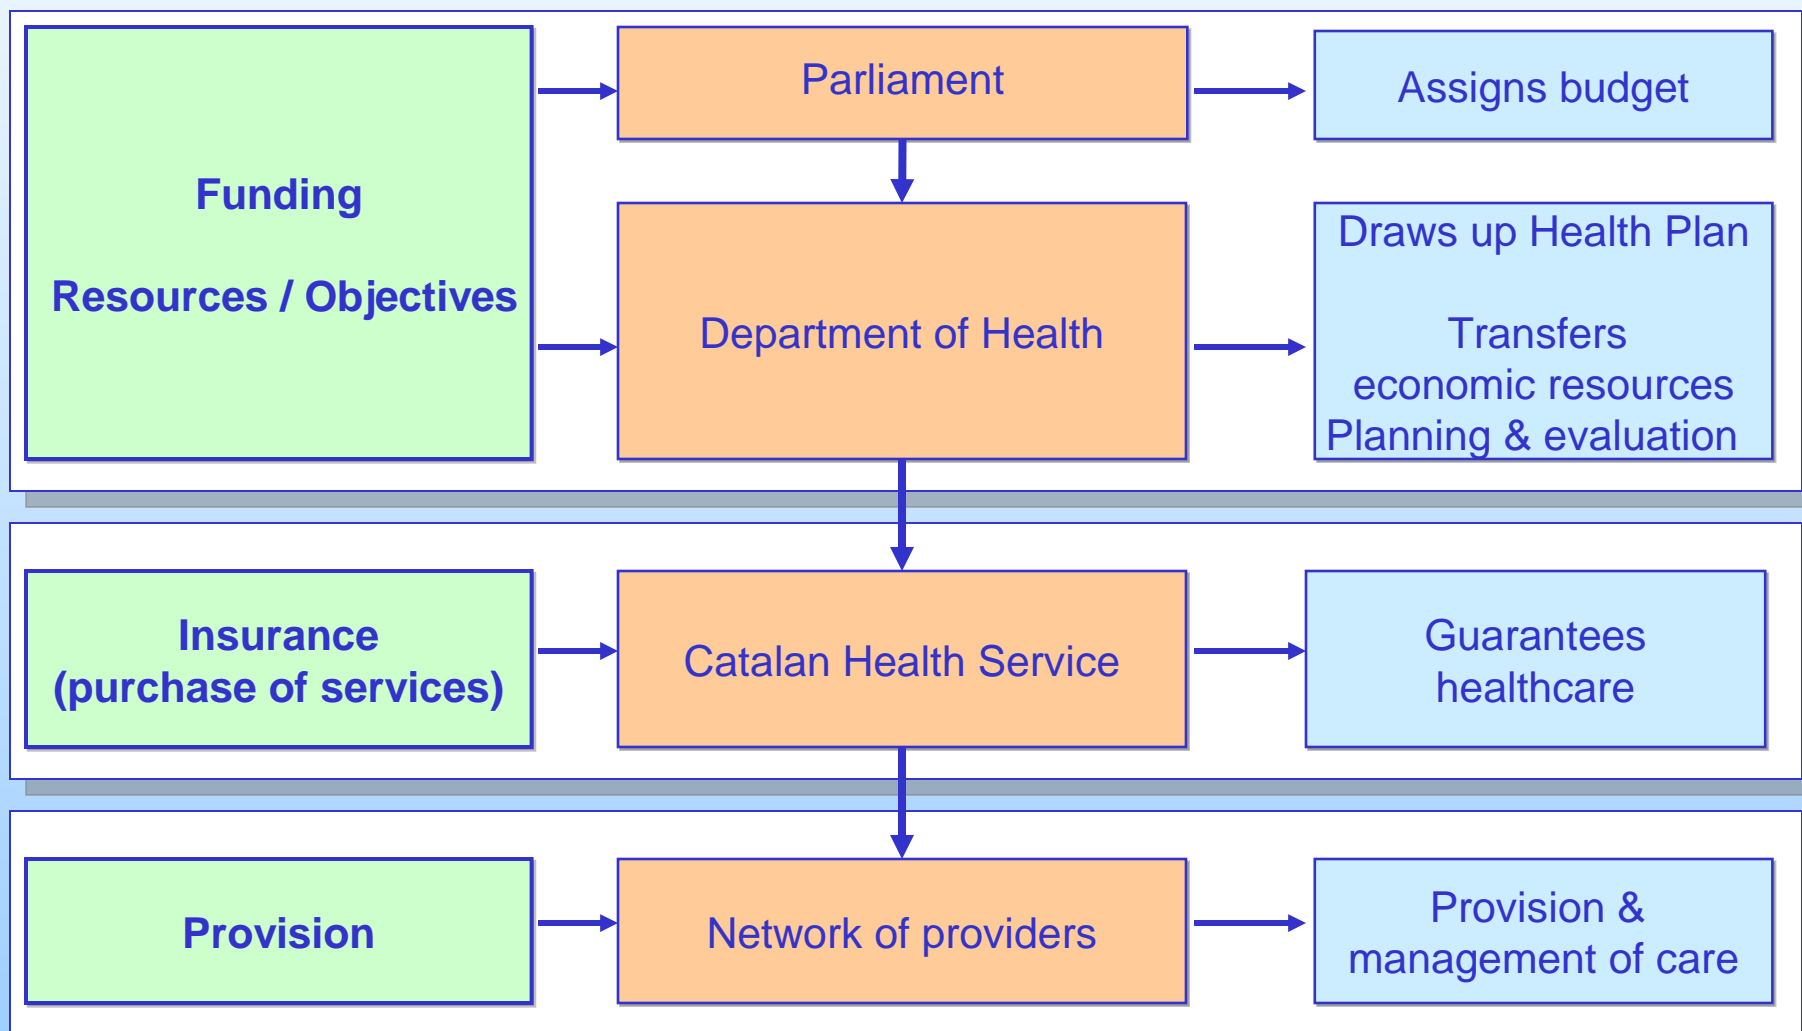 Funding
Resources / Objectives
Parliament
Assigns budget
Department of Health
Draws up Health Plan
Transfers
economic resources
Planning & evaluation
Insurance
(purchase of services)
Catalan Health Service
Guarantees
healthcare
Provision
Network of providers
Provision &
management of care